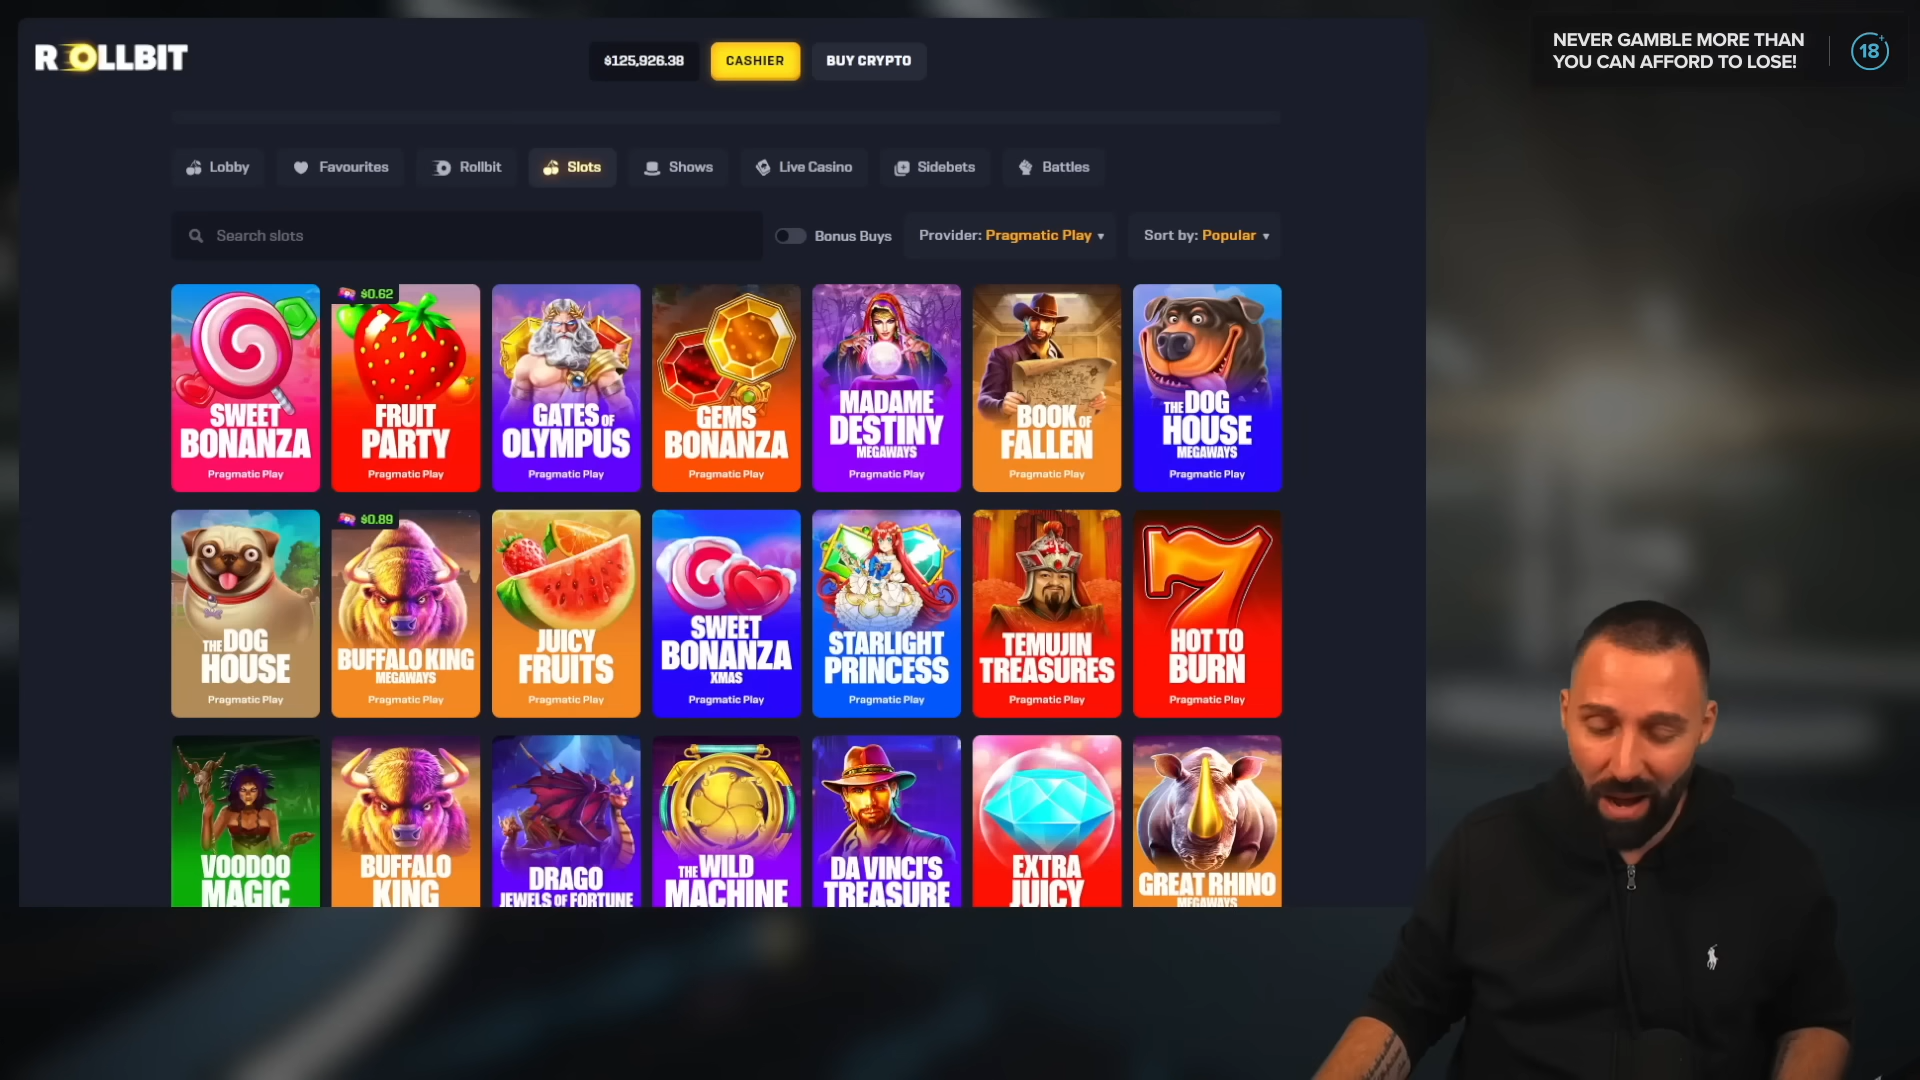 ROLLBIT
$125,926.38
CASHIER
BUY CRYPTO
NEVER GAMBLE MORE THAN
YOU CAN AFFORD TO LOSE!
18+
Lobby
Favourites
Rollbit
Slots
Shows
Live Casino
Sidebets
Battles
Search slots
Bonus Buys
Provider: Pragmatic Play
Sort by: Popular
SWEET
BONANZA
Pragmatic Play
$0.62
FRUIT
PARTY
Pragmatic Play
GATES OF
OLYMPUS
Pragmatic Play
GEMS
BONANZA
Pragmatic Play
MADAME
DESTINY
MEGAWAYS
Pragmatic Play
BOOK OF
FALLEN
Pragmatic Play
THE DOG
HOUSE
MEGAWAYS
Pragmatic Play
THE DOG
HOUSE
Pragmatic Play
$0.89
BUFFALO KING
MEGAWAYS
Pragmatic Play
JUICY
FRUITS
Pragmatic Play
SWEET
BONANZA
XMAS
Pragmatic Play
STARLIGHT
PRINCESS
Pragmatic Play
TEMUJIN
TREASURES
Pragmatic Play
HOT TO
BURN
Pragmatic Play
VOODOO
MAGIC
BUFFALO
KING
DRAGO
JEWELS OF FORTUNE
THE WILD
MACHINE
DA VINCI'S
TREASURE
EXTRA
JUICY
GREAT RHINO
MEGAWAYS